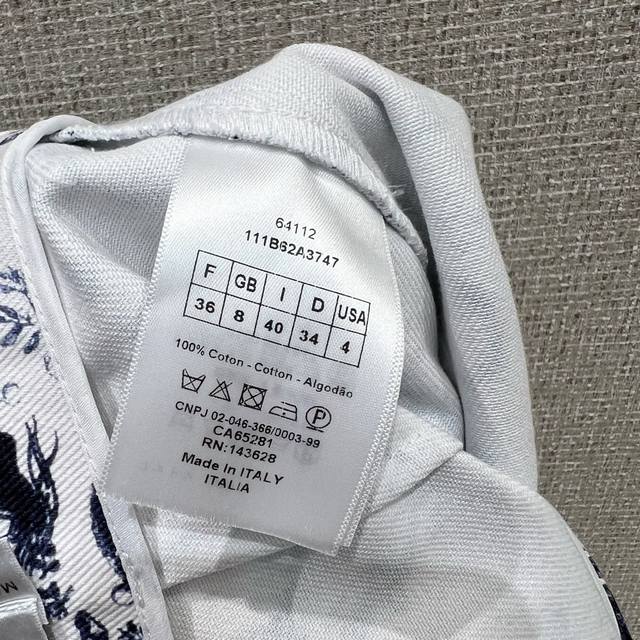 64112
111B62A3747
F GB I D USA
36 8 40 34 4
100% Coton - Cotton - Algodão
P
CNPJ 02-046-366/0003-99
CA65281
RN:143628
Made in ITALY
ITALIA
M